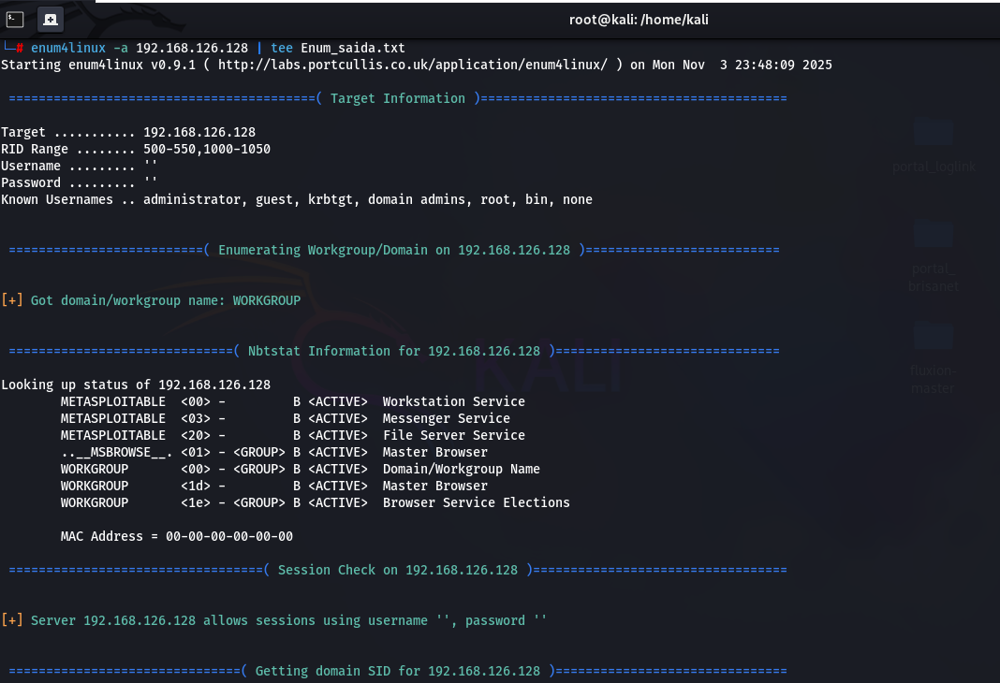 root@kali: /home/kali
└─# enum4linux -a 192.168.126.128 | tee Enum_saida.txt
Starting enum4linux v0.9.1 ( http://labs.portcullis.co.uk/application/enum4linux/ ) on Mon Nov  3 23:48:09 2025
=========================================( Target Information )=========================================
Target ........... 192.168.126.128
RID Range ........ 500-550,1000-1050
Username ......... ''
Password ......... ''
Known Usernames .. administrator, guest, krbtgt, domain admins, root, bin, none
==========================( Enumerating Workgroup/Domain on 192.168.126.128 )==========================
[+] Got domain/workgroup name: WORKGROUP
==============================( Nbtstat Information for 192.168.126.128 )==============================
Looking up status of 192.168.126.128
METASPLOITABLE  <00> -         B <ACTIVE>  Workstation Service
METASPLOITABLE  <03> -         B <ACTIVE>  Messenger Service
METASPLOITABLE  <20> -         B <ACTIVE>  File Server Service
..__MSBROWSE__. <01> - <GROUP> B <ACTIVE>  Master Browser
WORKGROUP       <00> - <GROUP> B <ACTIVE>  Domain/Workgroup Name
WORKGROUP       <1d> -         B <ACTIVE>  Master Browser
WORKGROUP       <1e> - <GROUP> B <ACTIVE>  Browser Service Elections
MAC Address = 00-00-00-00-00-00
==================================( Session Check on 192.168.126.128 )==================================
[+] Server 192.168.126.128 allows sessions using username '', password ''
===============================( Getting domain SID for 192.168.126.128 )===============================
portal_loglink
portal_
brisanet
fluxion-
master
KALI